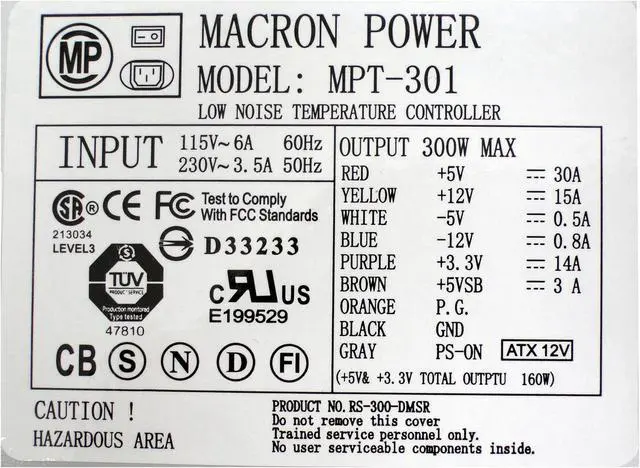 MP
MACRON POWER
MODEL: MPT-301
LOW NOISE TEMPERATURE CONTROLLER
INPUT 115V~6A 60Hz
230V~3.5A 50Hz
SA ® CE FC Test to Comply
With FCC Standards
213034
LEVEL3
D33233
S
TUV
PRODUCT SERVICE
Production monitored
Type tested
47810
C RU US
E199529
CB S N D FI
OUTPUT 300W MAX
RED +5V 30A
YELLOW +12V 15A
WHITE -5V 0.5A
BLUE -12V 0.8A
PURPLE +3.3V 14A
BROWN +5VSB 3 A
ORANGE P.G.
BLACK GND
GRAY PS-ON ATX 12V
(+5V& +3.3V TOTAL OUTPTU 160W)
CAUTION !
HAZARDOUS AREA
PRODUCT NO.RS-300-DMSR
Do not remove this cover
Trained service personnel only.
No user serviceable components inside.